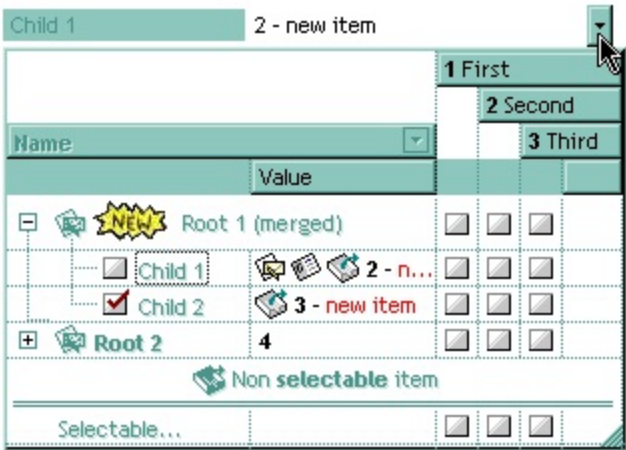 Child 1 2 - new item
1 First
2 Second
Name 3 Third
Value
NEW Root 1 (merged)
Child 1 2 - n...
Child 2 3 - new item
Root 2 4
Non selectable item
Selectable...